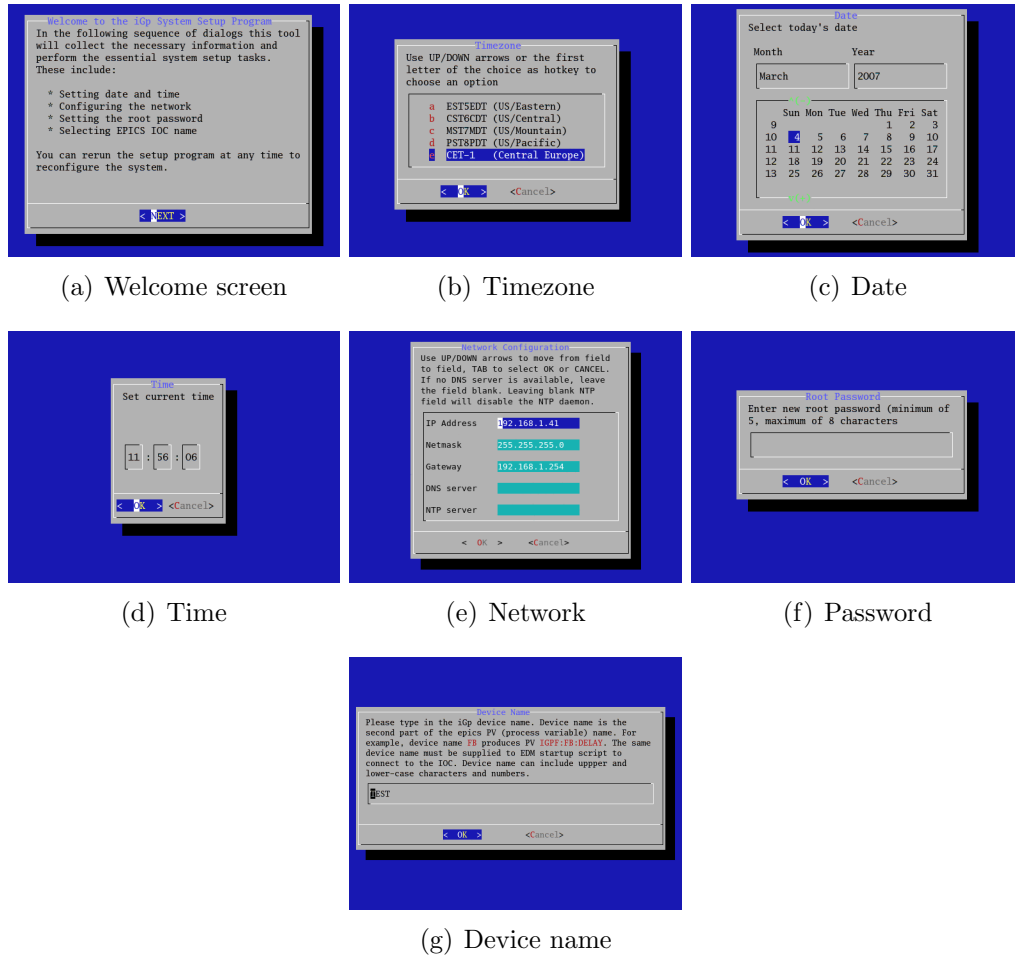 Welcome to the iGp System Setup Program
In the following sequence of dialogs this tool
will collect the necessary information and
perform the essential system setup tasks.
These include:
* Setting date and time
* Configuring the network
* Setting the root password
* Selecting EPICS IOC name
You can rerun the setup program at any time to
reconfigure the system.
< NEXT >
(a) Welcome screen
Timezone
Use UP/DOWN arrows or the first
letter of the choice as hotkey to
choose an option
a EST5EDT (US/Eastern)
b CST6CDT (US/Central)
c MST7MDT (US/Mountain)
d PST8PDT (US/Pacific)
e CET-1 (Central Europe)
< OK > <Cancel>
(b) Timezone
Date
Select today's date
Month Year
March 2007
Sun Mon Tue Wed Thu Fri Sat
9 1 2 3
10 4 5 6 7 8 9 10
11 11 12 13 14 15 16 17
12 18 19 20 21 22 23 24
13 25 26 27 28 29 30 31
< OK > <Cancel>
(c) Date
Time
Set current time
11 : 56 : 06
< OK > <Cancel>
(d) Time
Network Configuration
Use UP/DOWN arrows to move from field
to field, TAB to select OK or CANCEL.
If no DNS server is available, leave
the field blank. Leaving blank NTP
field will disable the NTP daemon.
IP Address 192.168.1.41
Netmask 255.255.255.0
Gateway 192.168.1.254
DNS server
NTP server
< OK > <Cancel>
(e) Network
Root Password
Enter new root password (minimum of
5, maximum of 8 characters
< OK > <Cancel>
(f) Password
Device Name
Please type in the iGp device name. Device name is the
second part of the epics PV (process variable) name. For
example, device name FB produces PV IGPF:FB:DELAY. The same
device name must be supplied to EDM startup script to
connect to the IOC. Device name can include uppper and
lower-case characters and numbers.
TEST
< OK > <Cancel>
(g) Device name